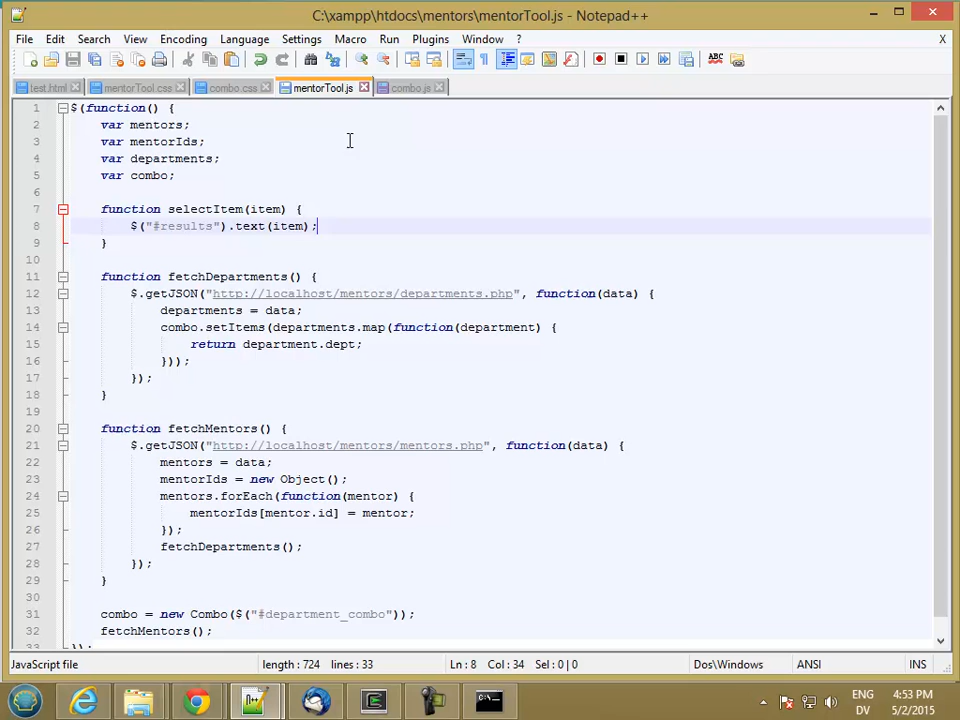 C:\xampp\htdocs\mentors\mentorTool.js - Notepad++
File Edit Search View Encoding Language Settings Macro Run Plugins Window ? X
test.html mentorTool.css combo.css mentorTool.js combo.js
1 $(function() {
2 var mentors;
3 var mentorIds;
4 var departments;
5 var combo;
6
7 function selectItem(item) {
8 $("#results").text(item);
9 }
10
11 function fetchDepartments() {
12 $.getJSON("http://localhost/mentors/departments.php", function(data) {
13 departments = data;
14 combo.setItems(departments.map(function(department) {
15 return department.dept;
16 }));
17 });
18 }
19
20 function fetchMentors() {
21 $.getJSON("http://localhost/mentors/mentors.php", function(data) {
22 mentors = data;
23 mentorIds = new Object();
24 mentors.forEach(function(mentor) {
25 mentorIds[mentor.id] = mentor;
26 });
27 fetchDepartments();
28 });
29 }
30
31 combo = new Combo($("#department_combo"));
32 fetchMentors();
33 });
JavaScript file length : 724 lines : 33 Ln : 8 Col : 34 Sel : 0 | 0 Dos\Windows ANSI INS
ENG 4:53 PM
DV 5/2/2015